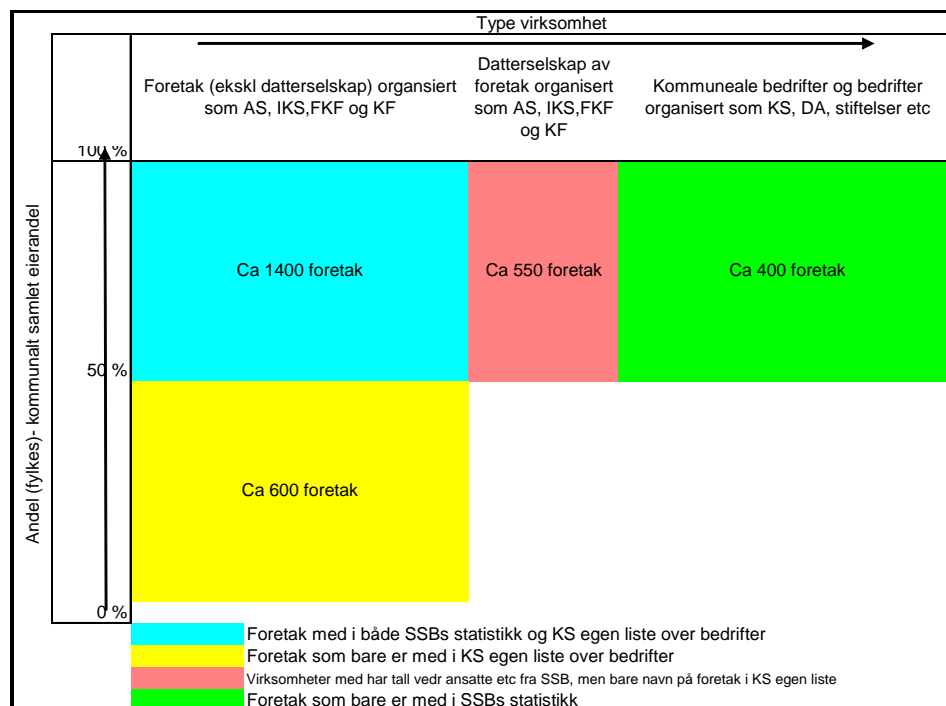 Type virksomhet
Foretak (ekskl datterselskap) organsiert
som AS, IKS,FKF og KF
Datterselskap av
foretak organisert
som AS, IKS,FKF
og KF
Kommuneale bedrifter og bedrifter
organisert som KS, DA, stiftelser etc
Andel (fylkes)- kommunalt samlet eierandel
100 %
Ca 1400 foretak
Ca 550 foretak
Ca 400 foretak
50 %
Ca 600 foretak
0 %
Foretak med i både SSBs statistikk og KS egen liste over bedrifter
Foretak som bare er med i KS egen liste over bedrifter
Virksomheter med har tall vedr ansatte etc fra SSB, men bare navn på foretak i KS egen liste
Foretak som bare er med i SSBs statistikk